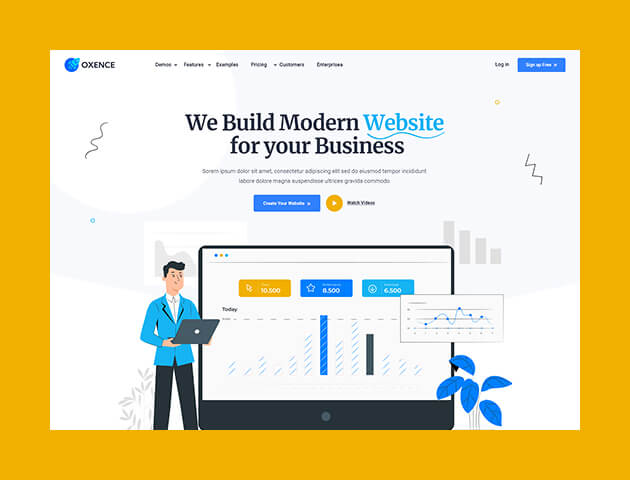 OXENCE
Demos Features Examples Pricing Customers Enterprisea
Log in
Sign up Free »
We Build Modern Website
for your Business
Sorem ipsum dolor sit amet, consectetur adipiscing elit sed do eiusmod tempor incididunt
labore dolore magna suspendisse ultrices gravida commodo
Create Your Website »
Watch Videos
10.500
8.500
6.500
Today